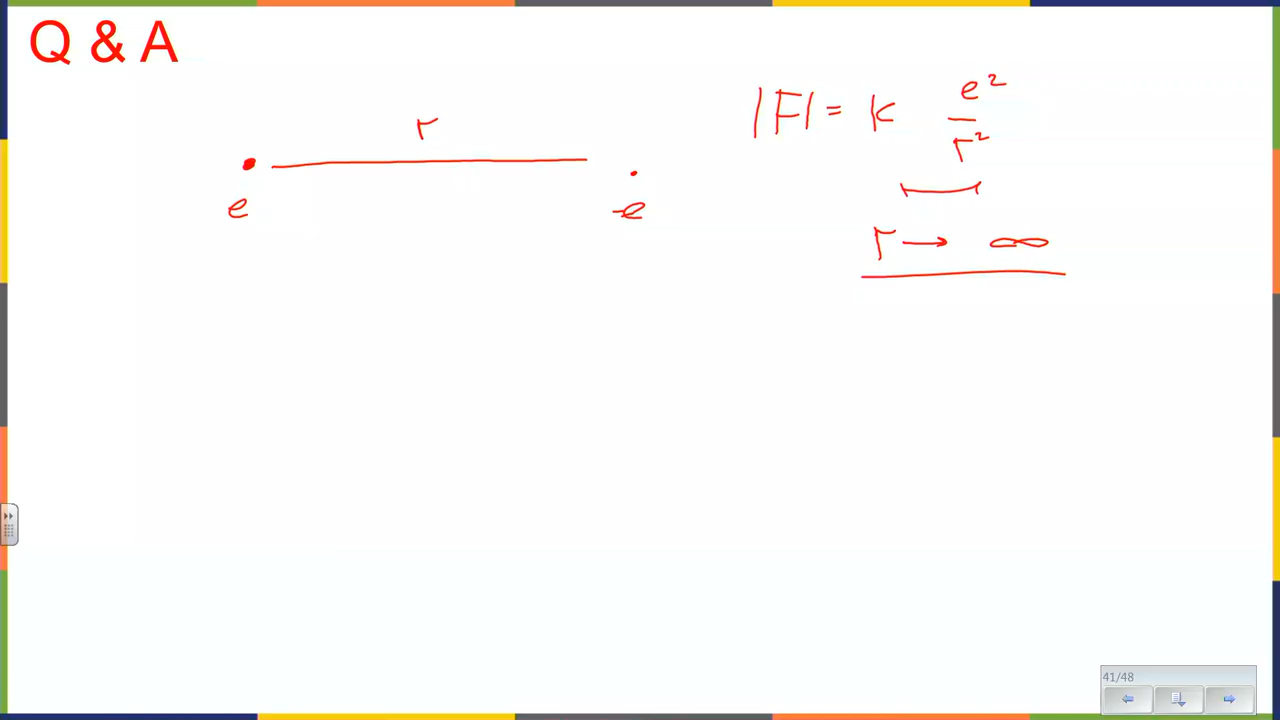 Q & A
r
e
-e
|F| = k e²/r²
r → ∞
41/48